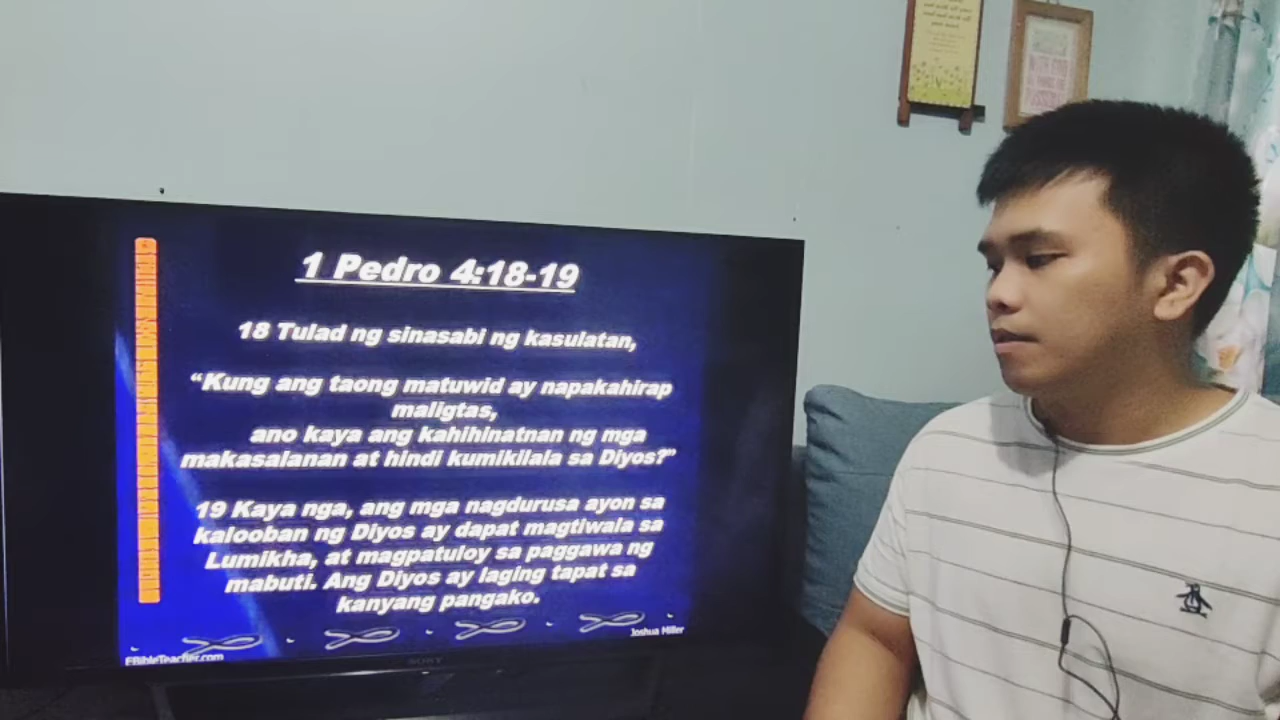 1 Pedro 4:18-19
18 Tulad ng sinasabi ng kasulatan,
“Kung ang taong matuwid ay napakahirap
maligtas,
ano kaya ang kahihinatnan ng mga
makasalanan at hindi kumikilala sa Diyos?”
19 Kaya nga, ang mga nagdurusa ayon sa
kalooban ng Diyos ay dapat magtiwala sa
Lumikha, at magpatuloy sa paggawa ng
mabuti. Ang Diyos ay laging tapat sa
kanyang pangako.
Joshua Miller
EBibleTeacher.com
SONY